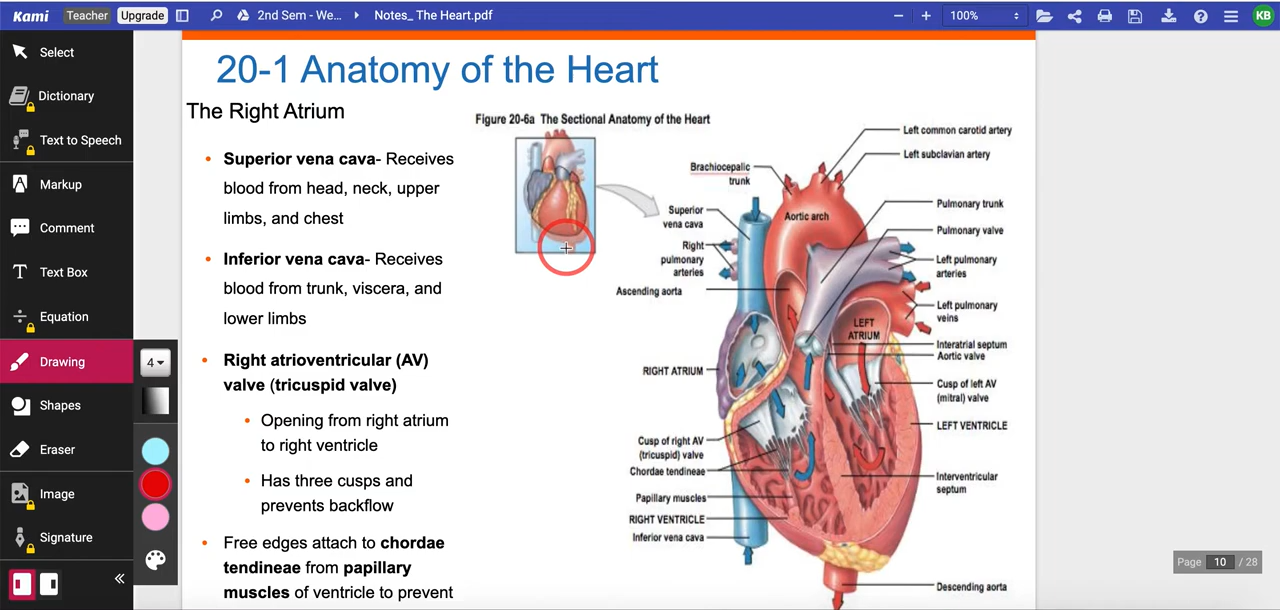 Kami
Teacher
Upgrade
2nd Sem - We...
Notes_ The Heart.pdf
100%
KB
Select
Dictionary
Text to Speech
Markup
Comment
Text Box
Equation
Drawing
Shapes
Eraser
Image
Signature
4
20-1 Anatomy of the Heart
The Right Atrium
• Superior vena cava- Receives
blood from head, neck, upper
limbs, and chest
• Inferior vena cava- Receives
blood from trunk, viscera, and
lower limbs
• Right atrioventricular (AV)
valve (tricuspid valve)
• Opening from right atrium
to right ventricle
• Has three cusps and
prevents backflow
• Free edges attach to chordae
tendineae from papillary
muscles of ventricle to prevent
Figure 20-6a The Sectional Anatomy of the Heart
Brachiocepalic
trunk
Superior
vena cava
Right
pulmonary
arteries
Ascending aorta
RIGHT ATRIUM
Cusp of right AV
(tricuspid) valve
Chordae tendineae
Papillary muscles
RIGHT VENTRICLE
Inferior vena cava
Aortic arch
LEFT
ATRIUM
Left common carotid artery
Left subclavian artery
Pulmonary trunk
Pulmonary valve
Left pulmonary
arteries
Left pulmonary
veins
Interatrial septum
Aortic valve
Cusp of left AV
(mitral) valve
LEFT VENTRICLE
Interventricular
septum
Descending aorta
Page 10 / 28